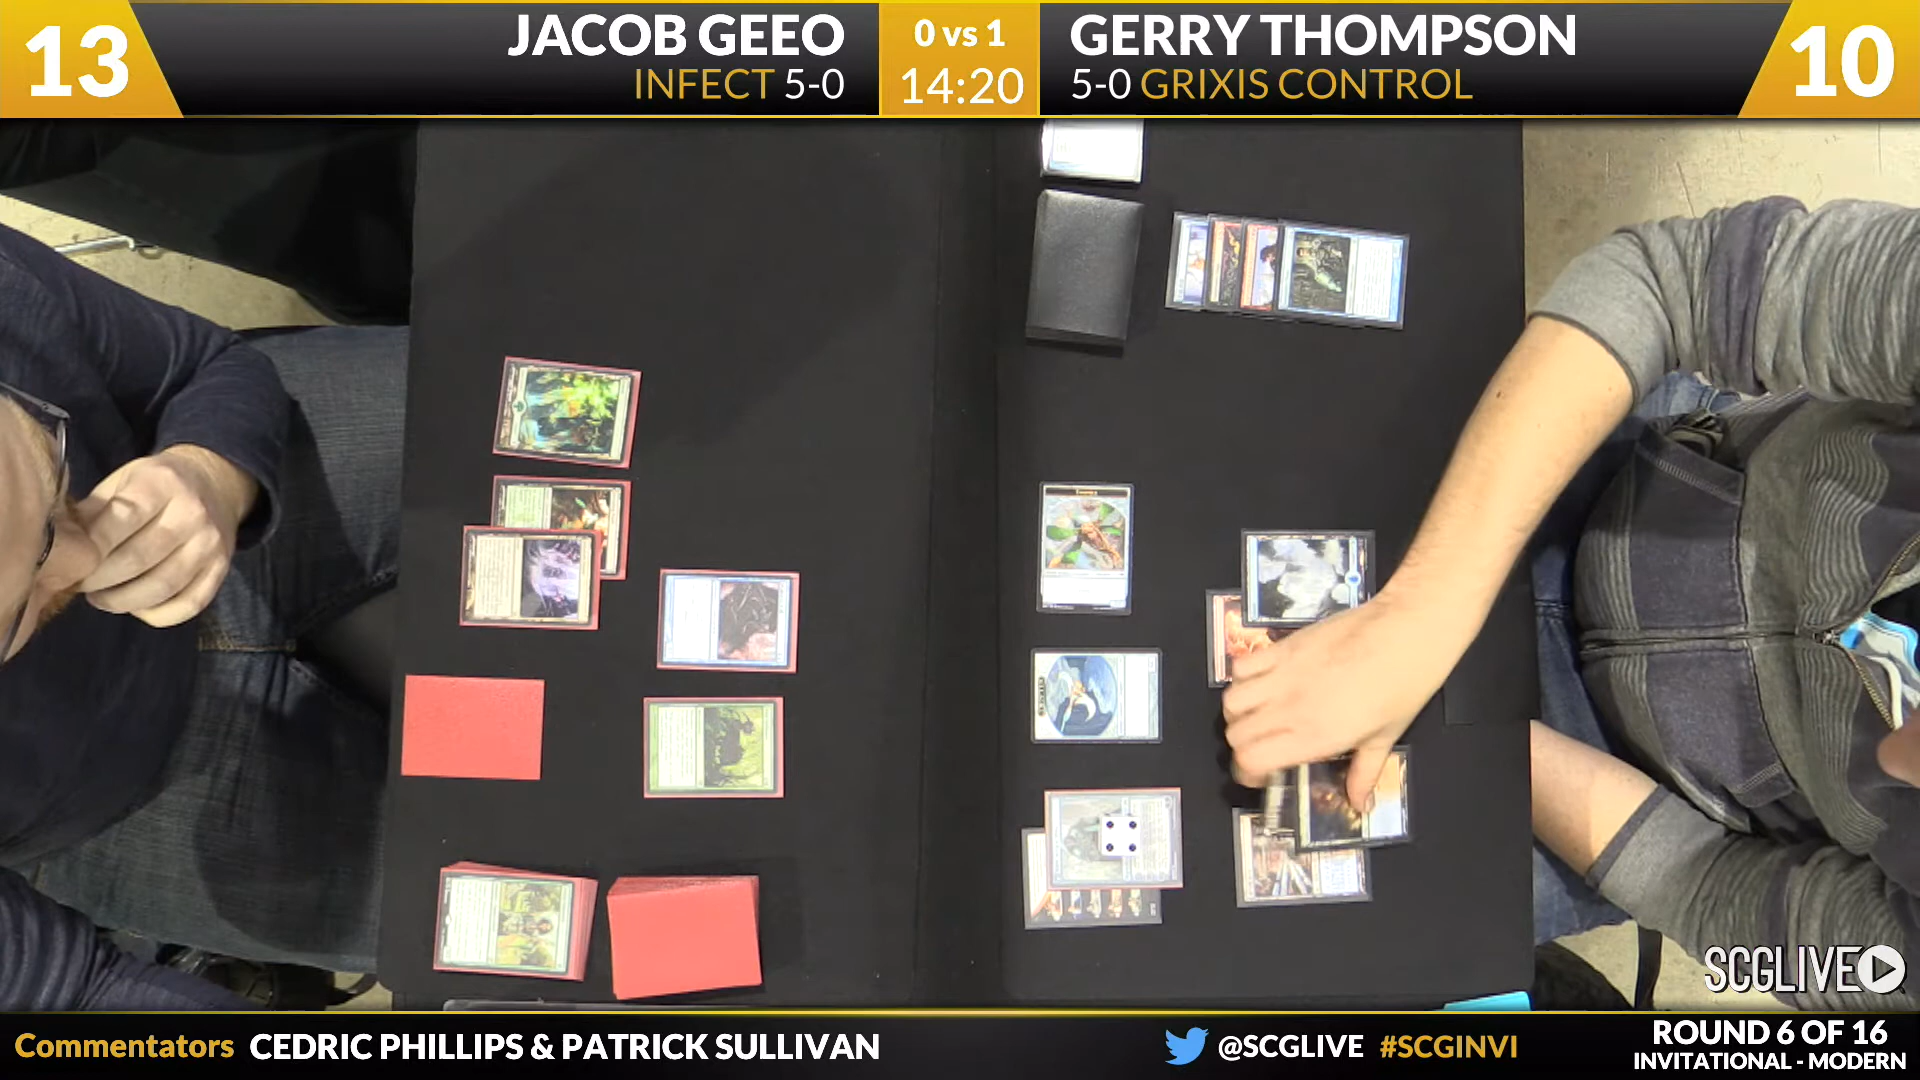 13
JACOB GEEO
INFECT 5-0
0 vs 1
14:20
GERRY THOMPSON
5-0 GRIXIS CONTROL
10
SCGLIVE
Commentators CEDRIC PHILLIPS & PATRICK SULLIVAN
@SCGLIVE #SCGINVI
ROUND 6 OF 16
INVITATIONAL - MODERN